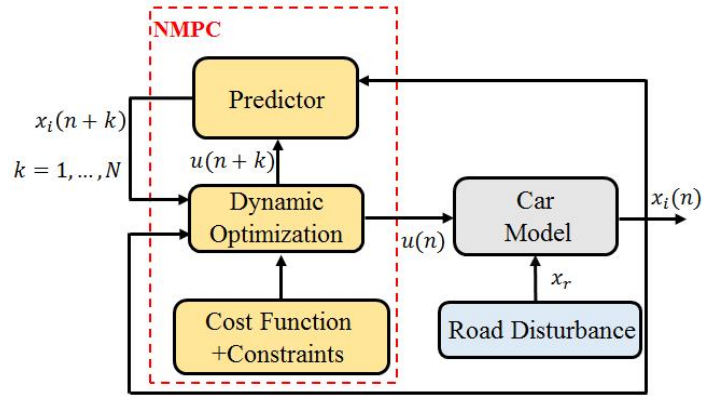 NMPC
Predictor
x_i(n + k)
k = 1, … , N
u(n + k)
Dynamic
Optimization
u(n)
Car
Model
x_i(n)
x_r
Cost Function
+Constraints
Road Disturbance